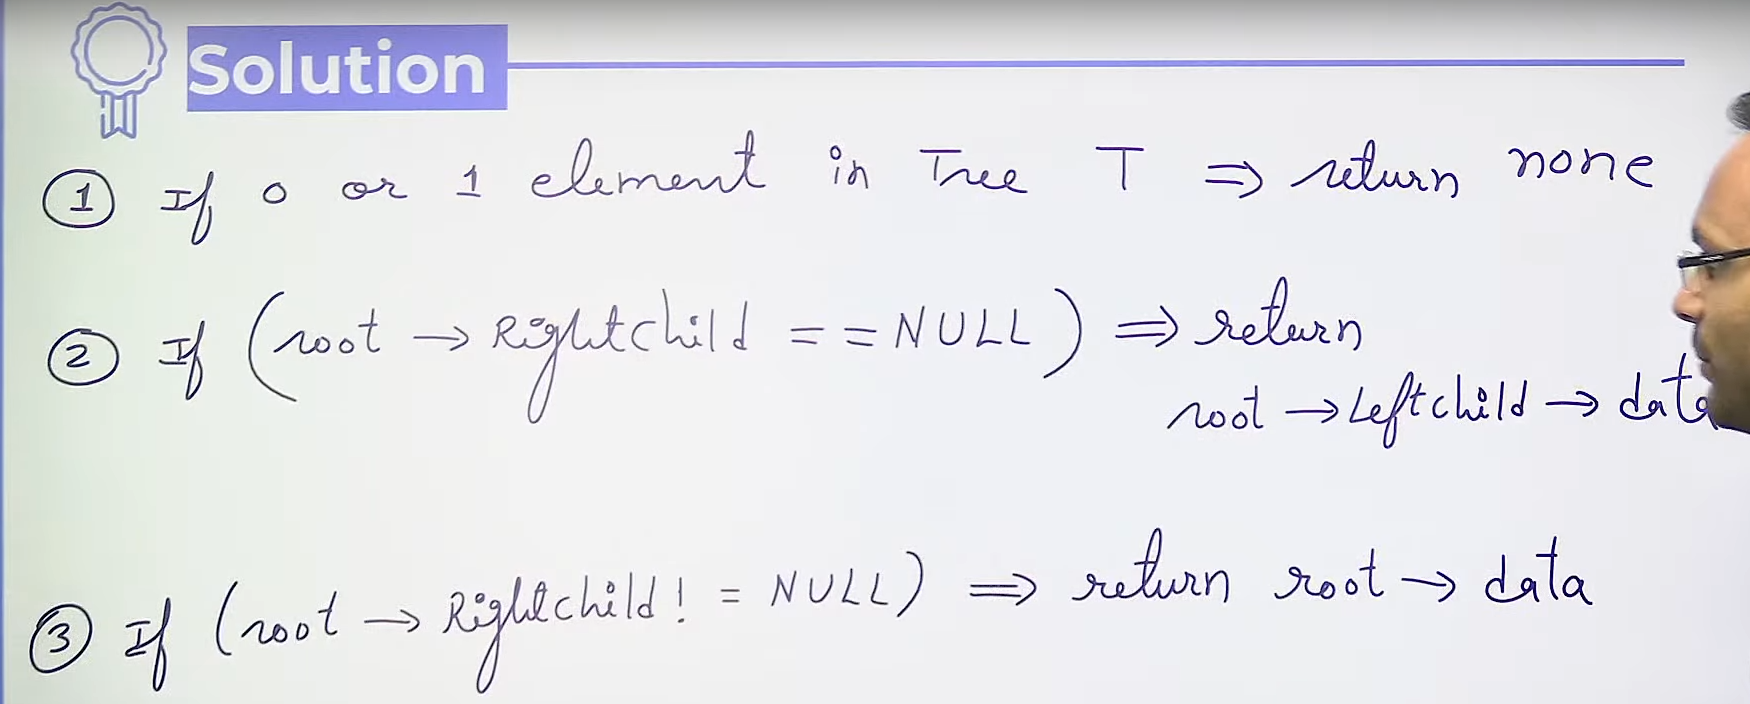 Solution
① If 0 or 1 element in Tree T ⇒ return none
② If (root → Rightchild == NULL) ⇒ return
root → Leftchild → data
③ If (root → Rightchild != NULL) ⇒ return root → data